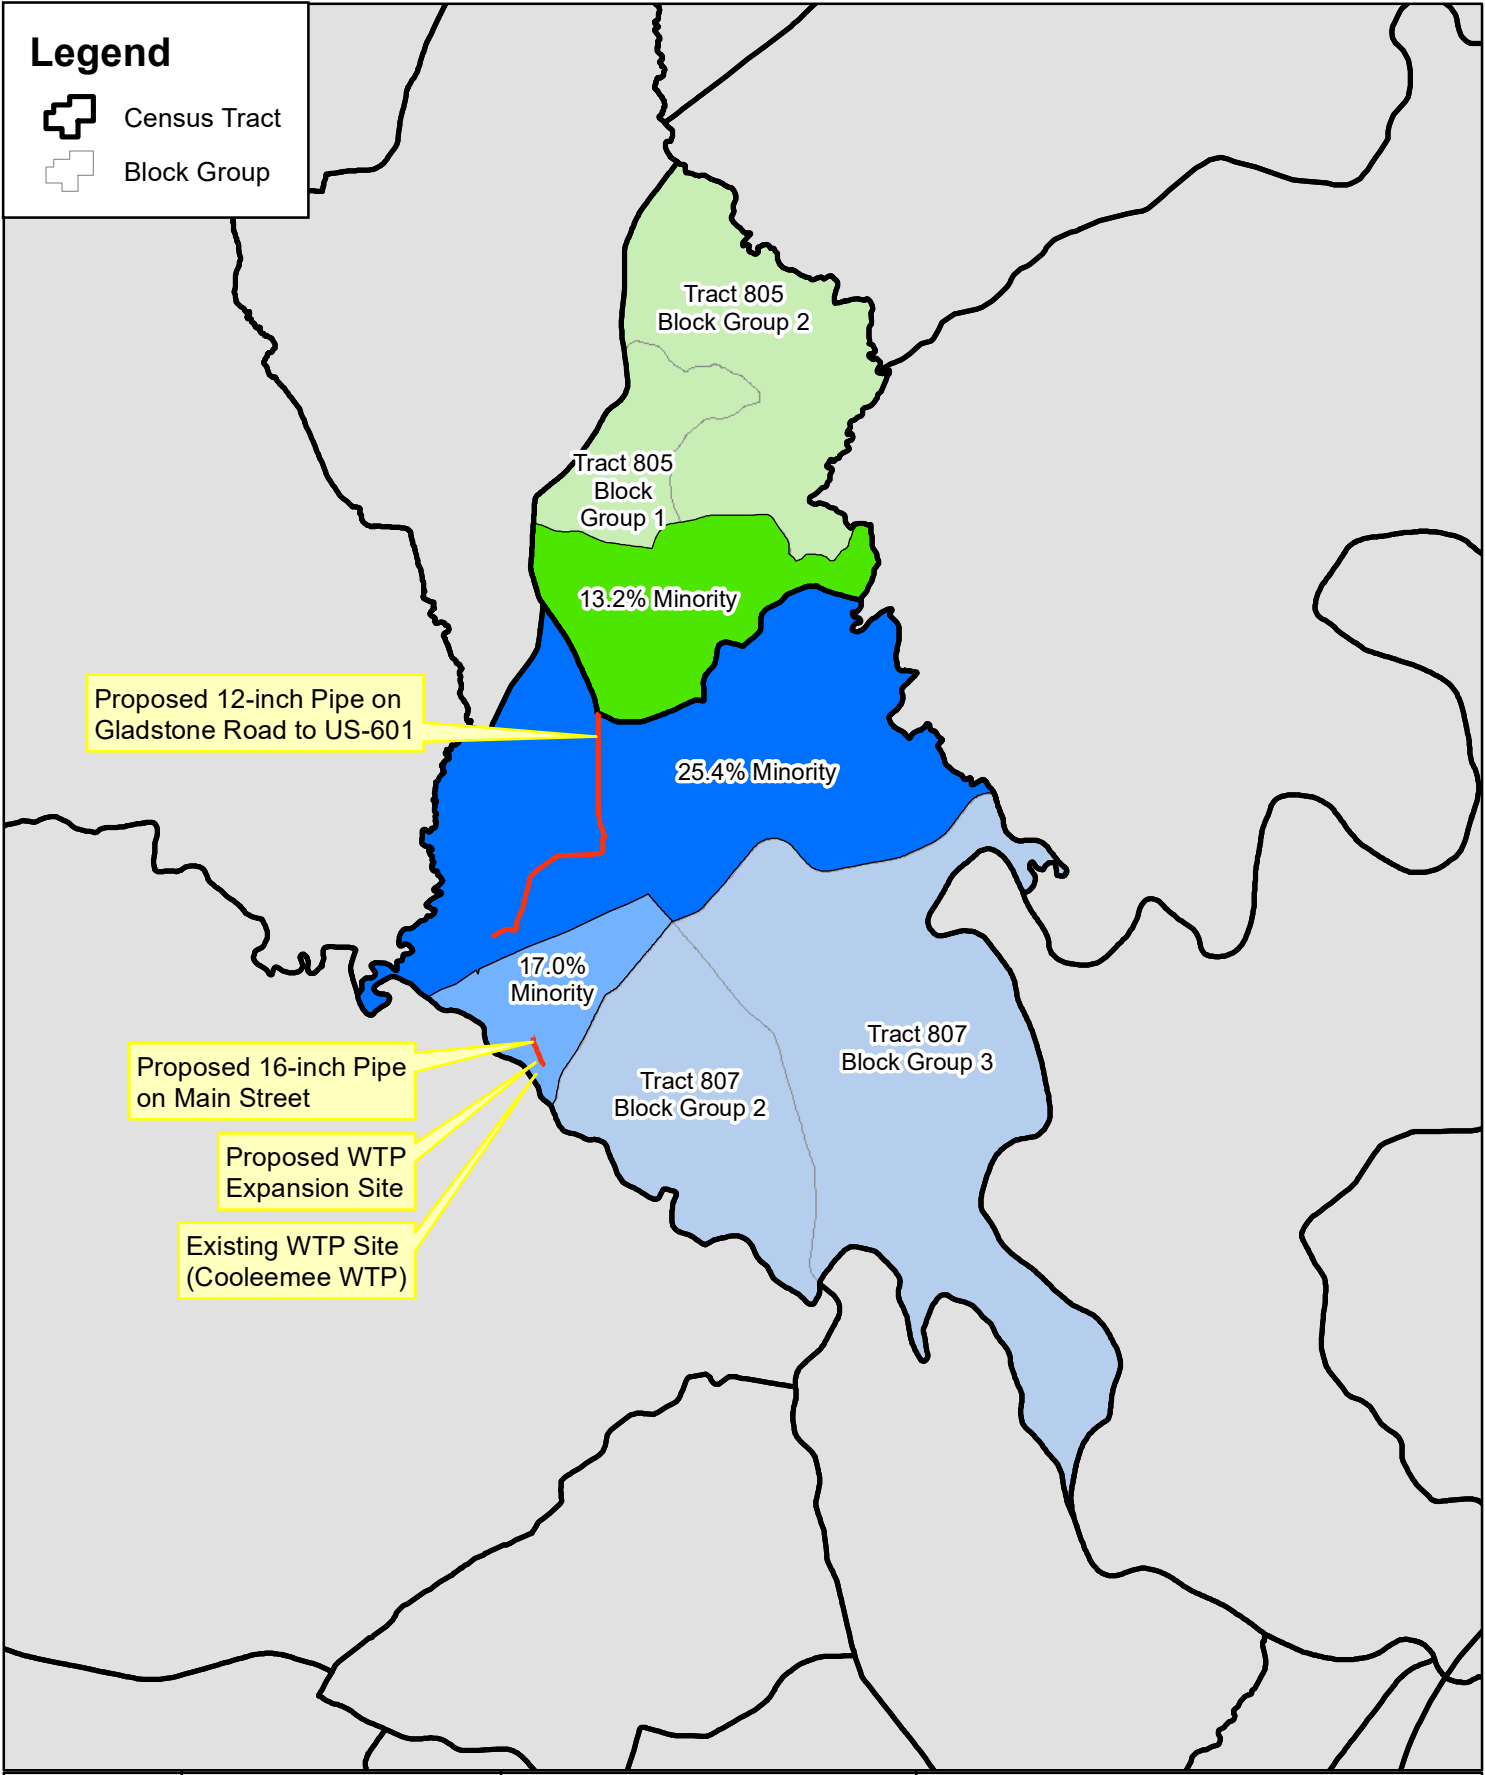 Legend
Census Tract
Block Group
Tract 805
Block Group 2
Tract 805
Block
Group 1
13.2% Minority
Proposed 12-inch Pipe on
Gladstone Road to US-601
25.4% Minority
17.0%
Minority
Tract 807
Block Group 3
Proposed 16-inch Pipe
on Main Street
Tract 807
Block Group 2
Proposed WTP
Expansion Site
Existing WTP Site
(Cooleemee WTP)